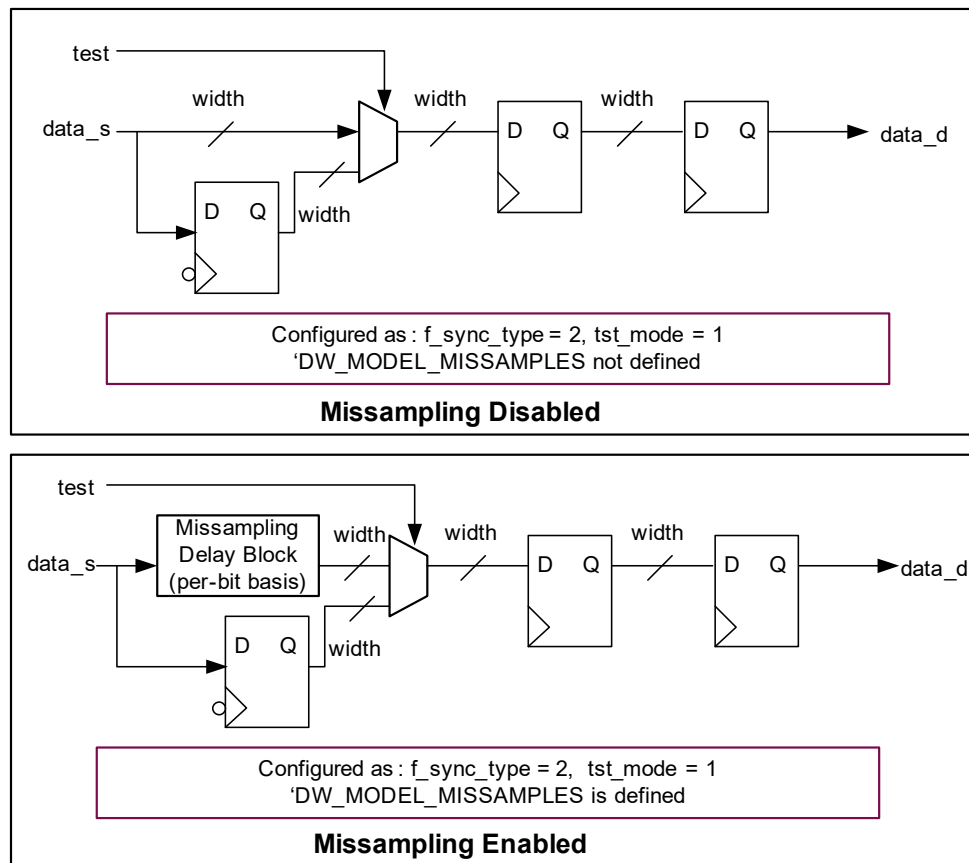 test
width
width
width
data_s
D Q
D Q
data_d
D Q
width
Configured as: f_sync_type = 2, tst_mode = 1
‘DW_MODEL_MISSAMPLES not defined
Missampling Disabled
test
Missampling
Delay Block
(per-bit basis)
width
width
width
data_s
D Q
D Q
data_d
D Q
width
Configured as: f_sync_type = 2, tst_mode = 1
‘DW_MODEL_MISSAMPLES is defined
Missampling Enabled